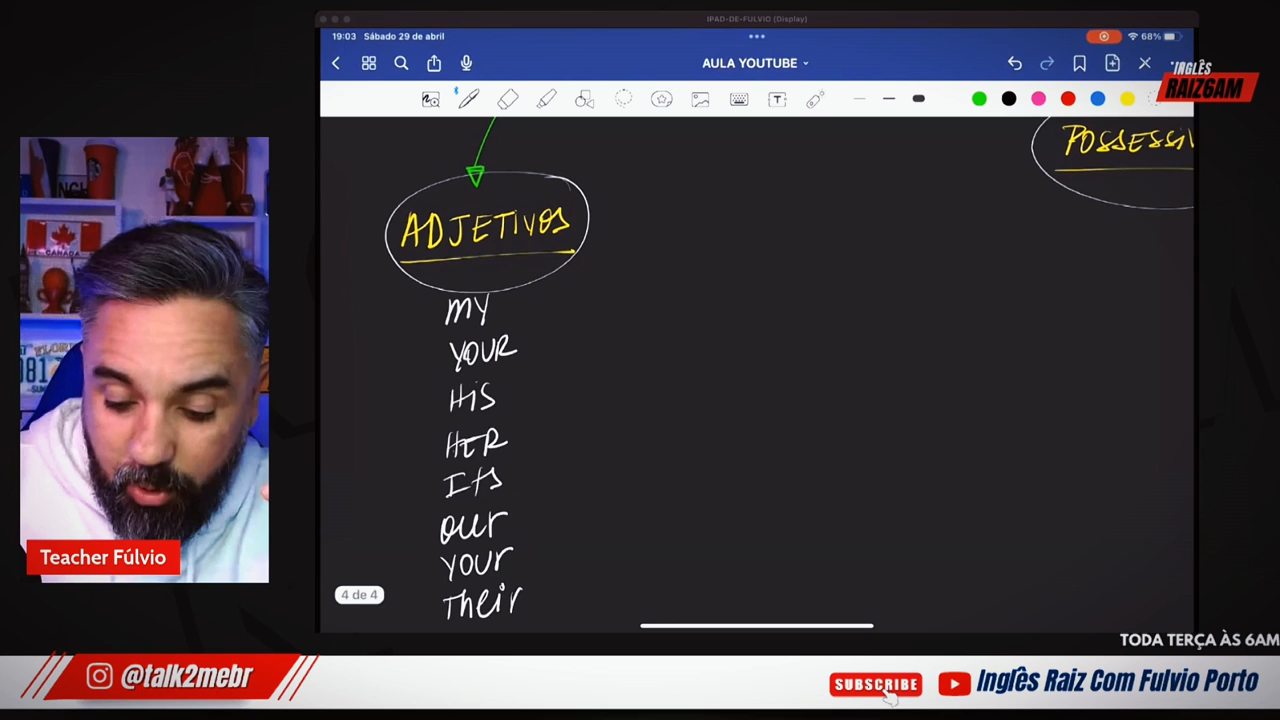 IPAD-DE-FULVIO (Display)
19:03 Sábado 29 de abril
68%
AULA YOUTUBE
INGLÊS
RAIZ6AM
POSSESSIV
ADJETIVOS
MY
YOUR
HiS
HER
Its
our
Your
Their
Teacher Fúlvio
4 de 4
TODA TERÇA ÀS 6AM
@talk2mebr
SUBSCRIBE
Inglês Raiz Com Fulvio Porto